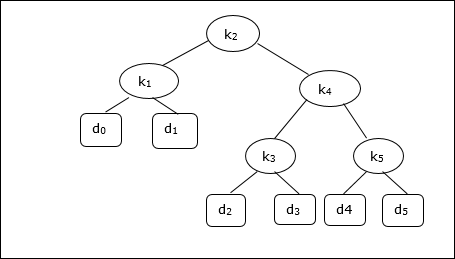 k₂
k₁
k₄
d₀ d₁
k₃ k₅
d₂ d₃ d4 d₅